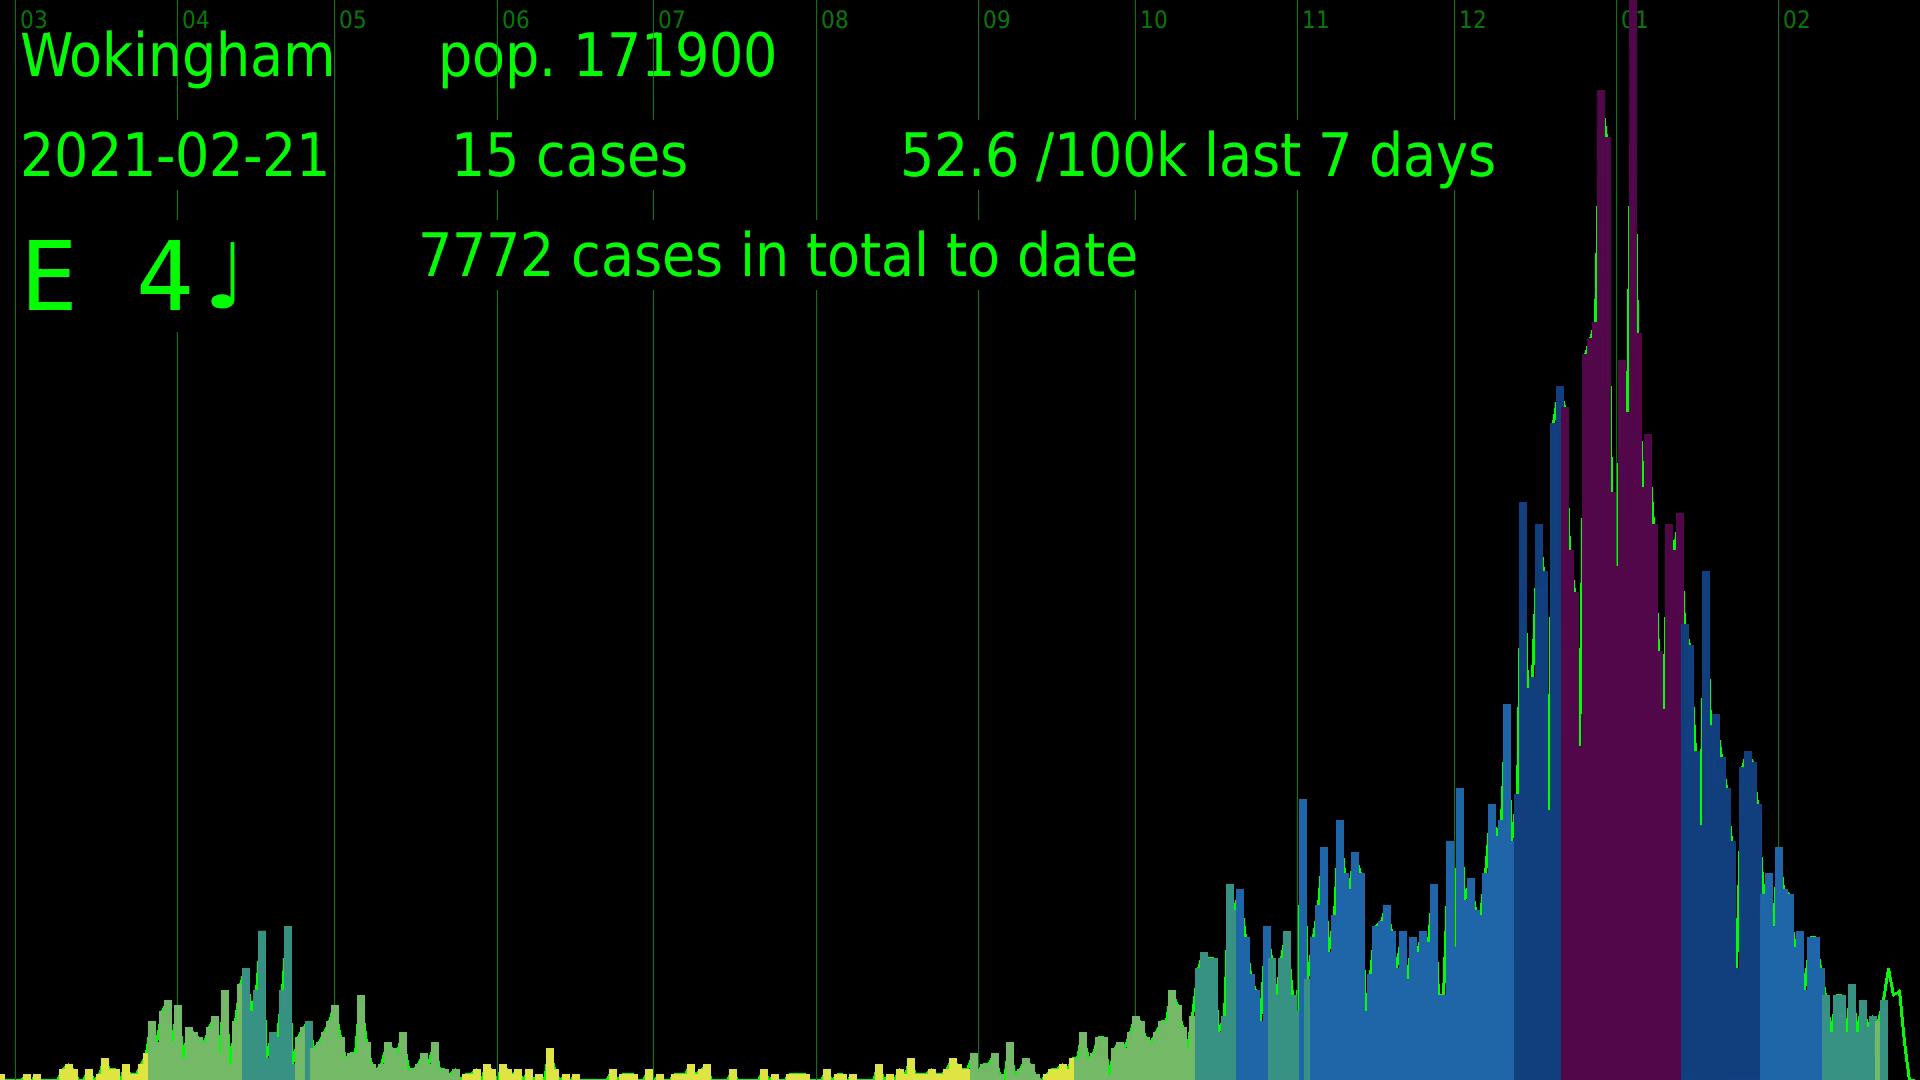 03 04 05 06 07 08 09 10 11 12 01 02
Wokingham pop. 171900
2021-02-21 15 cases 52.6 /100k last 7 days
E 4♩ 7772 cases in total to date